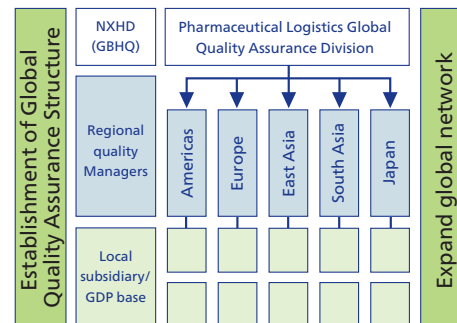 Establishment of Global
Quality Assurance Structure
NXHD
(GBHQ)
Pharmaceutical Logistics Global
Quality Assurance Division
Regional
quality
Managers
Americas
Europe
East Asia
South Asia
Japan
Local
subsidiary/
GDP base
Expand global network